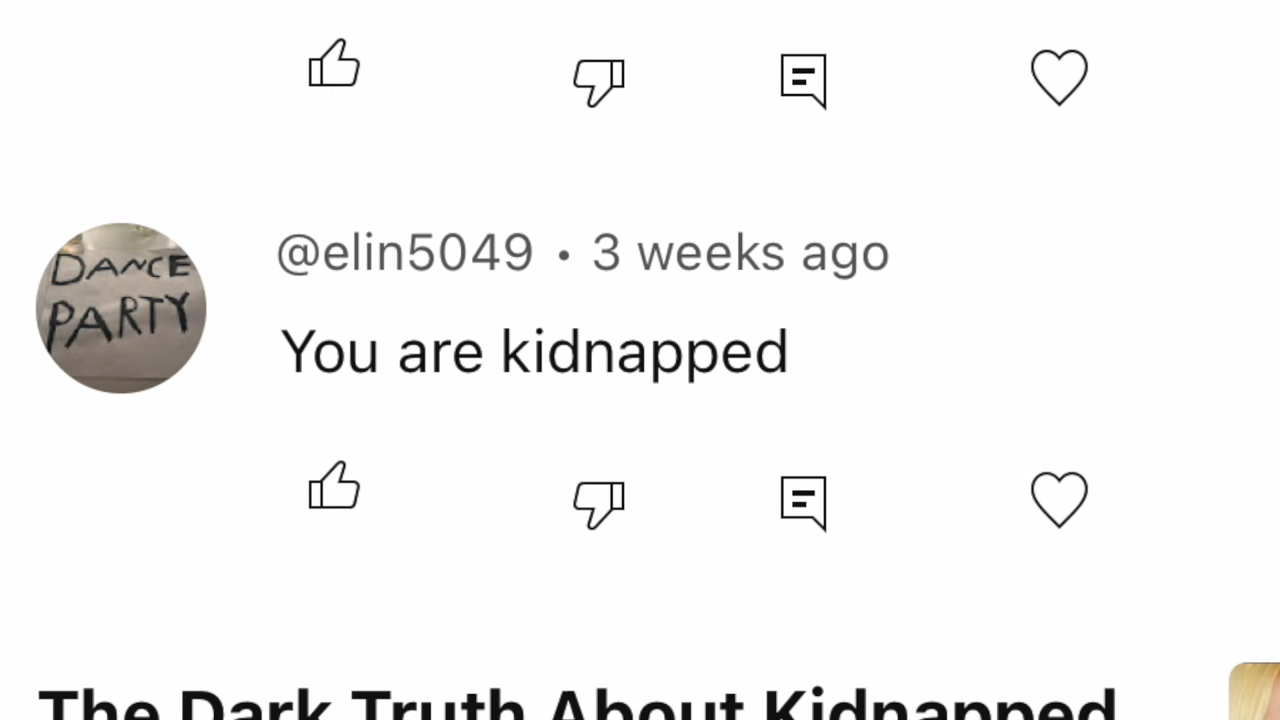 @elin5049 • 3 weeks ago
DANCE
PARTY
You are kidnapped
The Dark Truth About Kidnapped